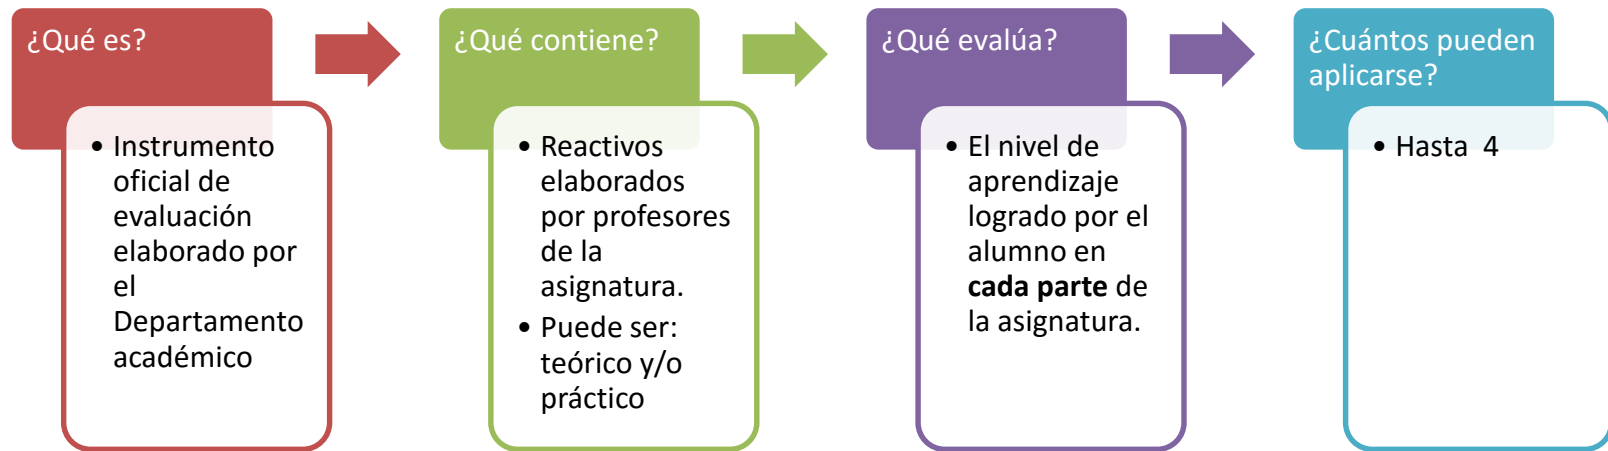 ¿Qué es?
• Instrumento
oficial de
evaluación
elaborado por
el
Departamento
académico
¿Qué contiene?
• Reactivos
elaborados
por profesores
de la
asignatura.
• Puede ser:
teórico y/o
práctico
¿Qué evalúa?
• El nivel de
aprendizaje
logrado por el
alumno en
cada parte de
la asignatura.
¿Cuántos pueden
aplicarse?
• Hasta 4